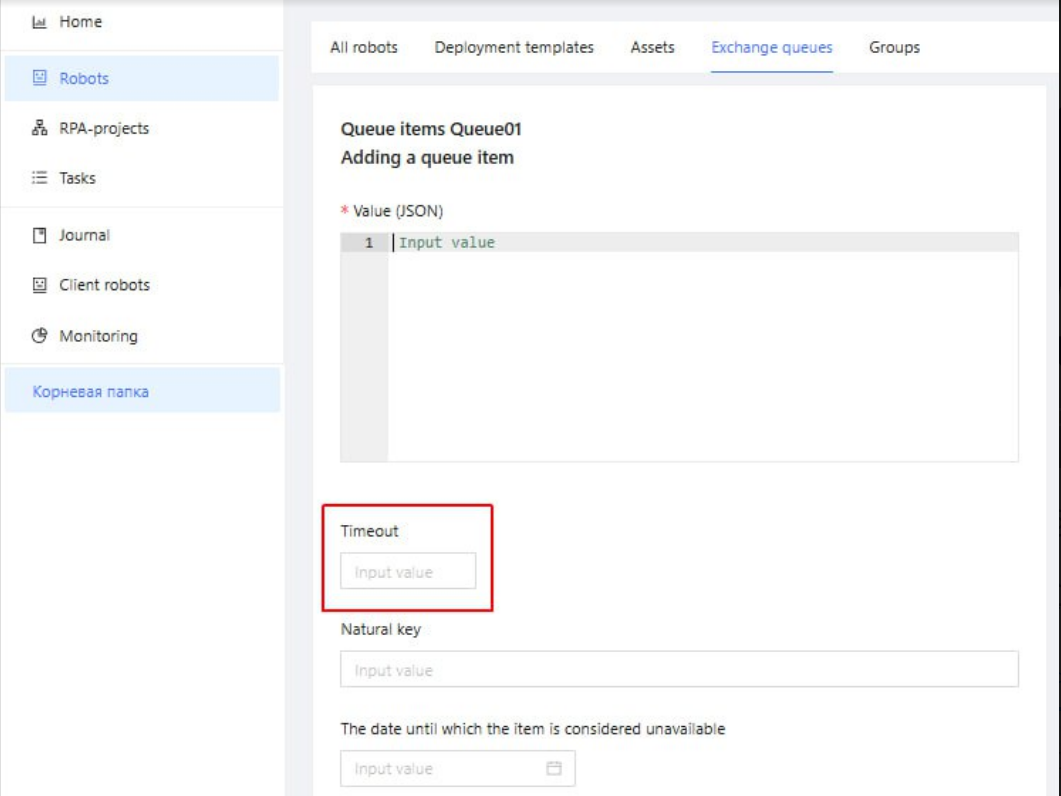 Home
Robots
RPA-projects
Tasks
Journal
Client robots
Monitoring
Корневая папка
All robots Deployment templates Assets Exchange queues Groups
Queue items Queue01
Adding a queue item
* Value (JSON)
1 Input value
Timeout
Input value
Natural key
Input value
The date until which the item is considered unavailable
Input value